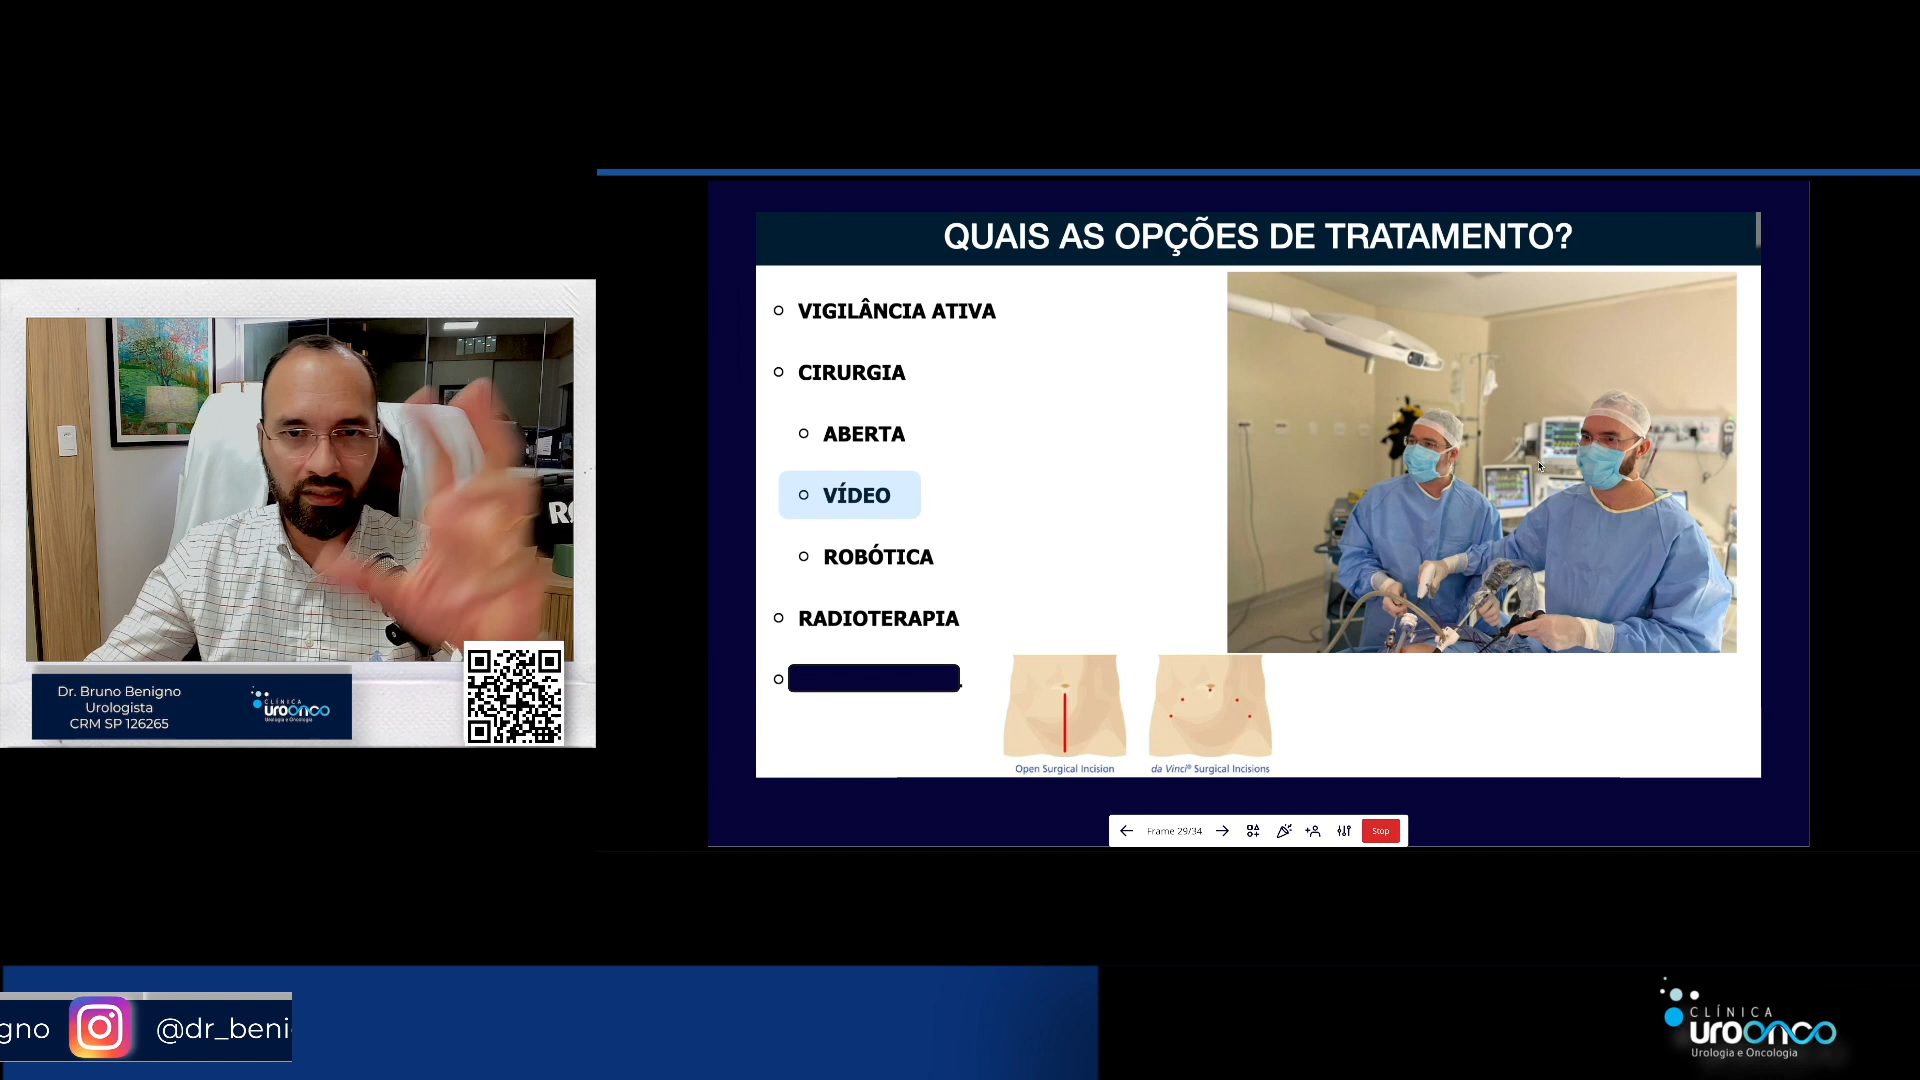 QUAIS AS OPÇÕES DE TRATAMENTO?
VIGILÂNCIA ATIVA
CIRURGIA
ABERTA
VÍDEO
ROBÓTICA
RADIOTERAPIA
Open Surgical Incision
da Vinci® Surgical Incisions
Frame 29/34
Stop
Dr. Bruno Benigno
Urologista
CRM SP 126265
CLÍNICA
uroonco
Urologia e Oncologia
gno
@dr_beni
CLÍNICA
uroonco
Urologia e Oncologia